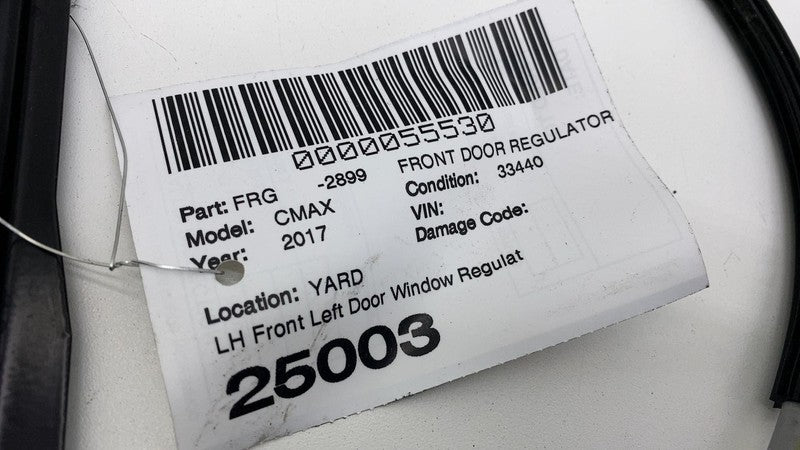 0000055530
Part: FRG -2899 FRONT DOOR REGULATOR
Model: CMAX Condition: 33440
Year: 2017 VIN:
Damage Code:
Location: YARD
LH Front Left Door Window Regulat
25003